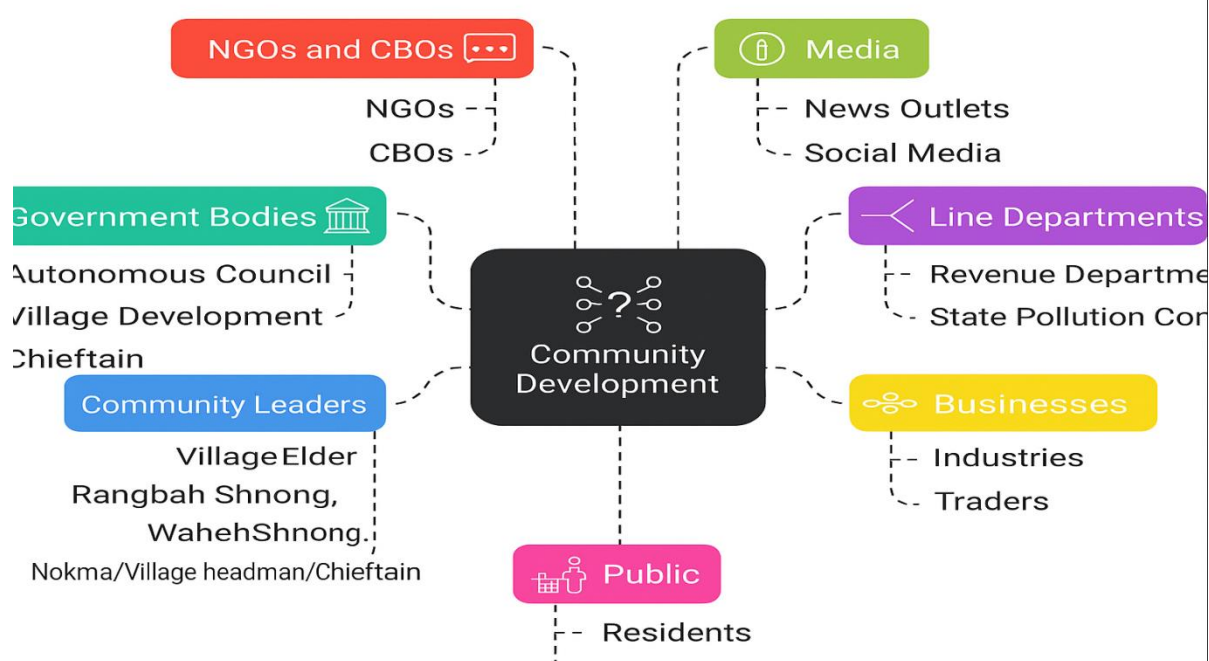 NGOs and CBOs
NGOs
CBOs
Media
News Outlets
Social Media
Government Bodies
Autonomous Council
Village Development
Chieftain
Line Departments
Revenue Departme
State Pollution Con
?
Community
Development
Community Leaders
Village Elder
Rangbah Shnong,
WahehShnong.
Nokma/Village headman/Chieftain
Businesses
Industries
Traders
Public
Residents